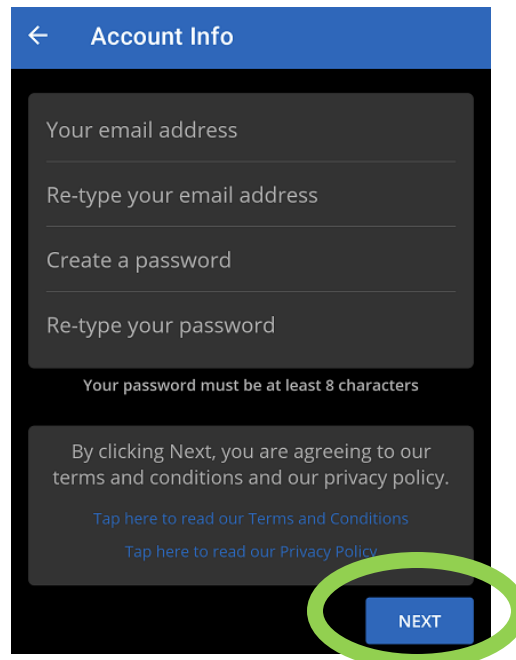 Account Info
Your email address
Re-type your email address
Create a password
Re-type your password
Your password must be at least 8 characters
By clicking Next, you are agreeing to our
terms and conditions and our privacy policy.
Tap here to read our Terms and Conditions
Tap here to read our Privacy Policy
NEXT